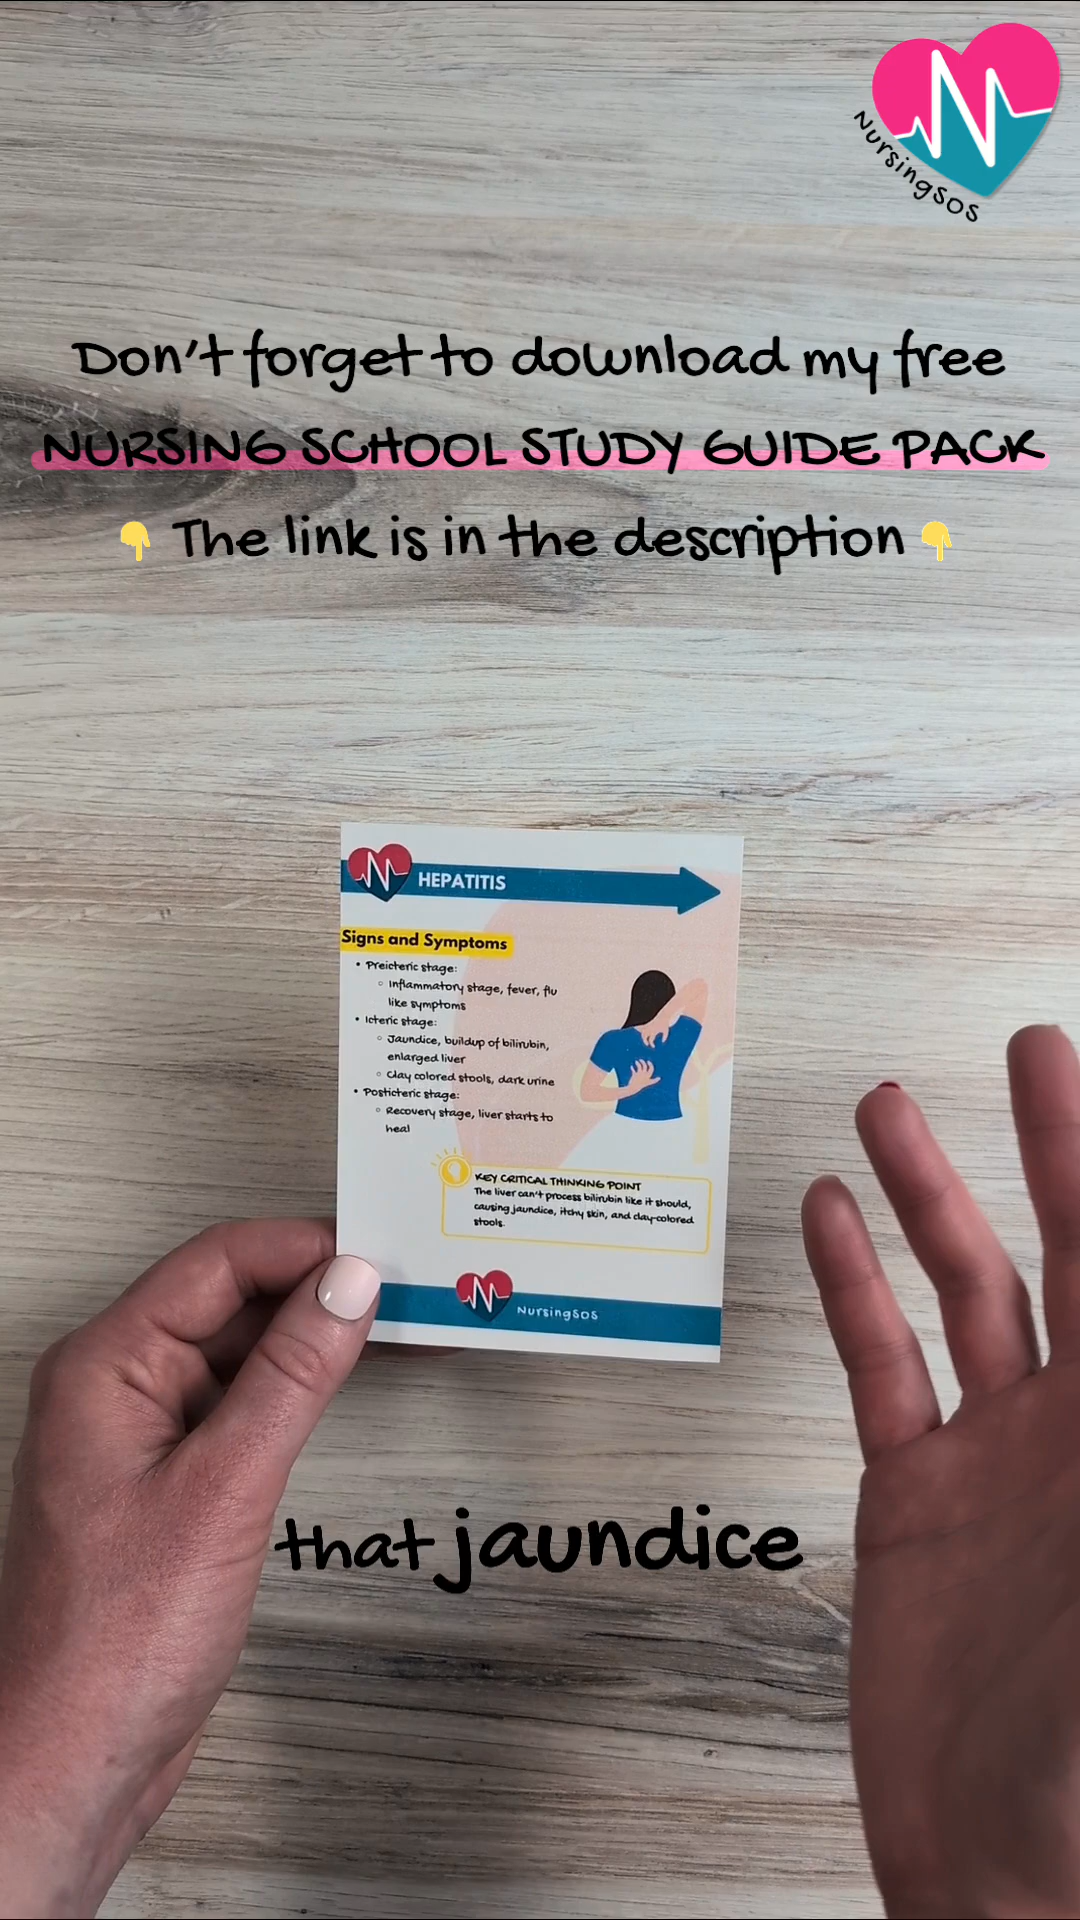 NursingSOS
Don't forget to download my free
NURSING SCHOOL STUDY GUIDE PACK
👇 The link is in the description 👇
N HEPATITIS
Signs and Symptoms
• Preicteric stage:
◦ Inflammatory stage, fever, flu
like symptoms
• Icteric stage:
◦ Jaundice, buildup of bilirubin,
enlarged liver
◦ Clay colored stools, dark urine
• Posticteric stage:
◦ Recovery stage, liver starts to
heal
KEY CRITICAL THINKING POINT
The liver can't process bilirubin like it should,
causing jaundice, itchy skin, and clay-colored
stools.
N NursingSOS
that jaundice